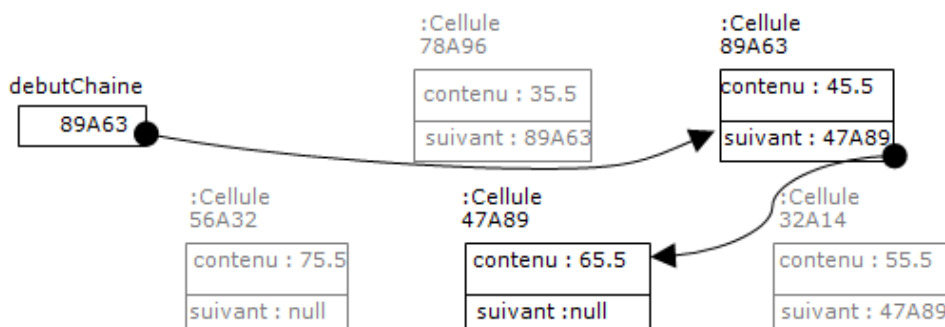 :Cellule
78A96
contenu : 35.5
suivant : 89A63
:Cellule
89A63
contenu : 45.5
suivant : 47A89
debutChaine
89A63
:Cellule
56A32
contenu : 75.5
suivant : null
:Cellule
47A89
contenu : 65.5
suivant :null
:Cellule
32A14
contenu : 55.5
suivant : 47A89